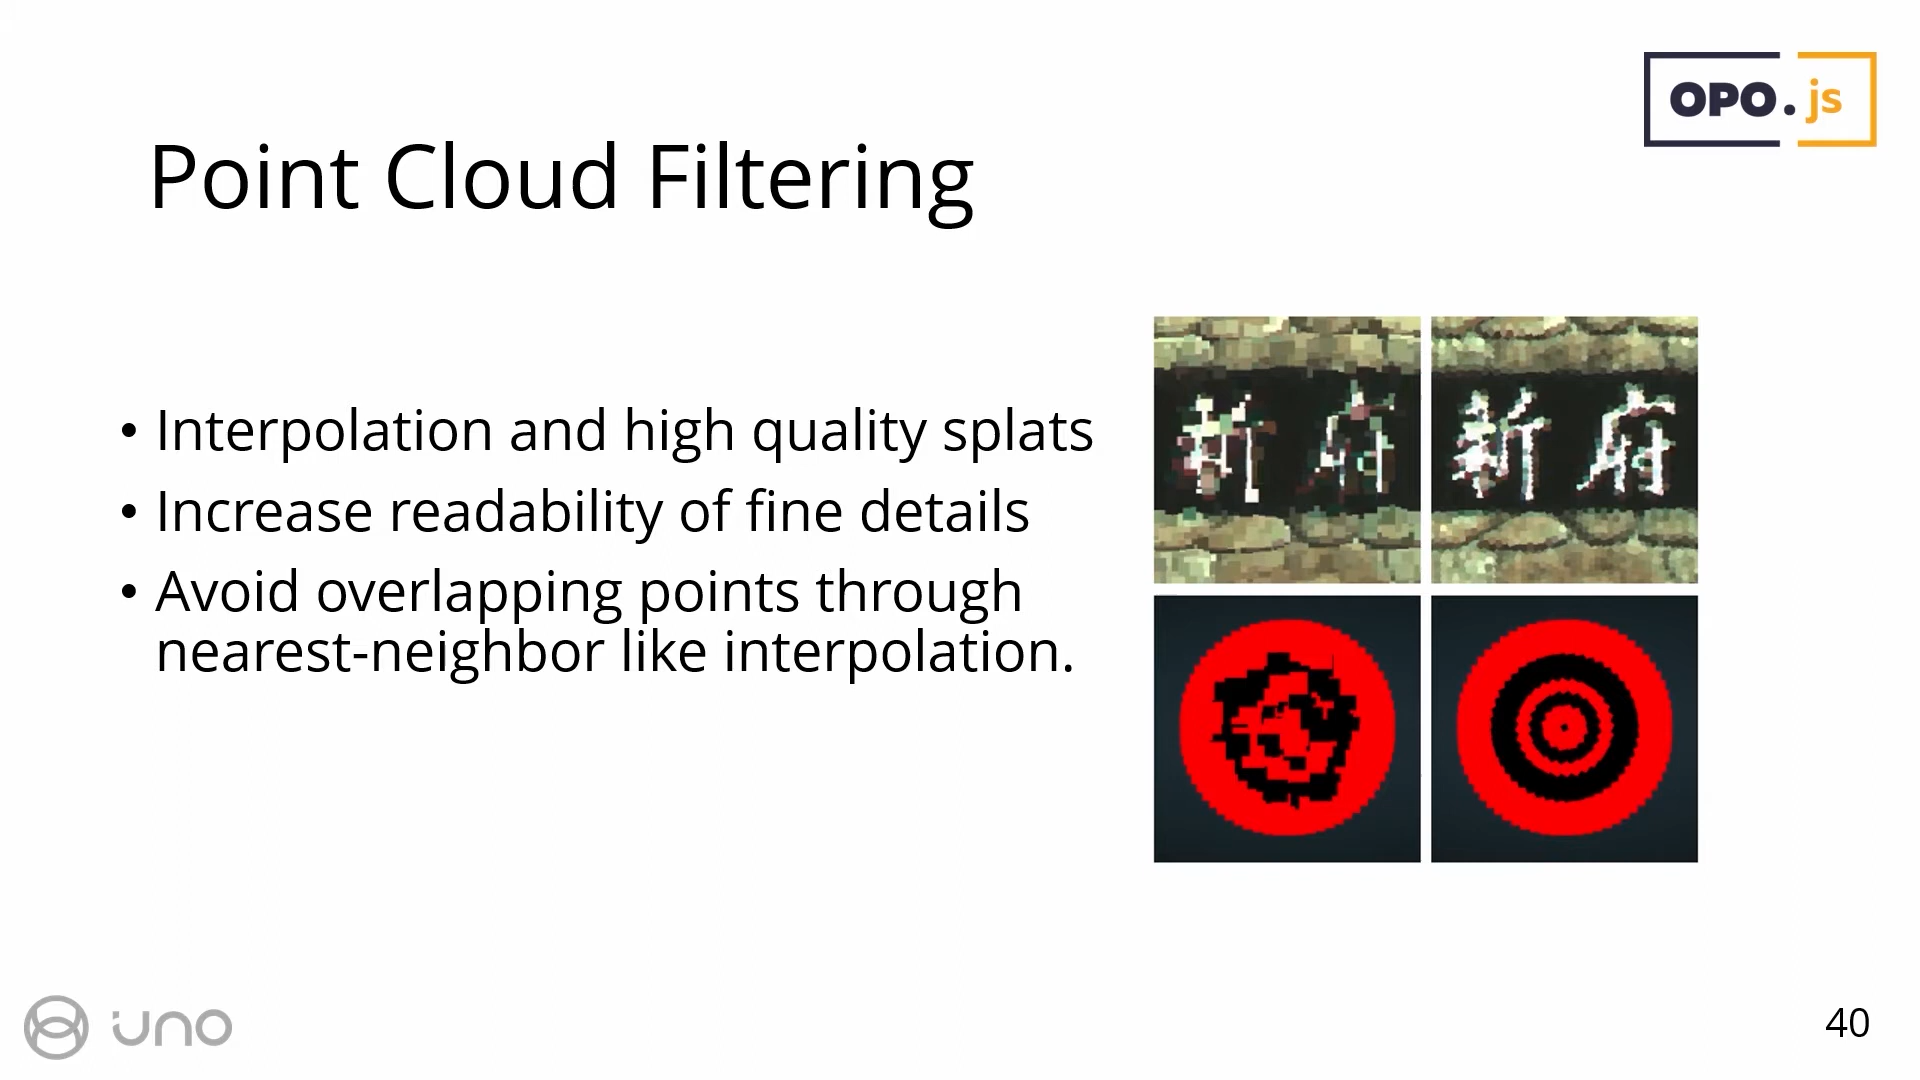 OPO.js
Point Cloud Filtering
• Interpolation and high quality splats
• Increase readability of fine details
• Avoid overlapping points through
nearest-neighbor like interpolation.
新 府
新 府
uno
40